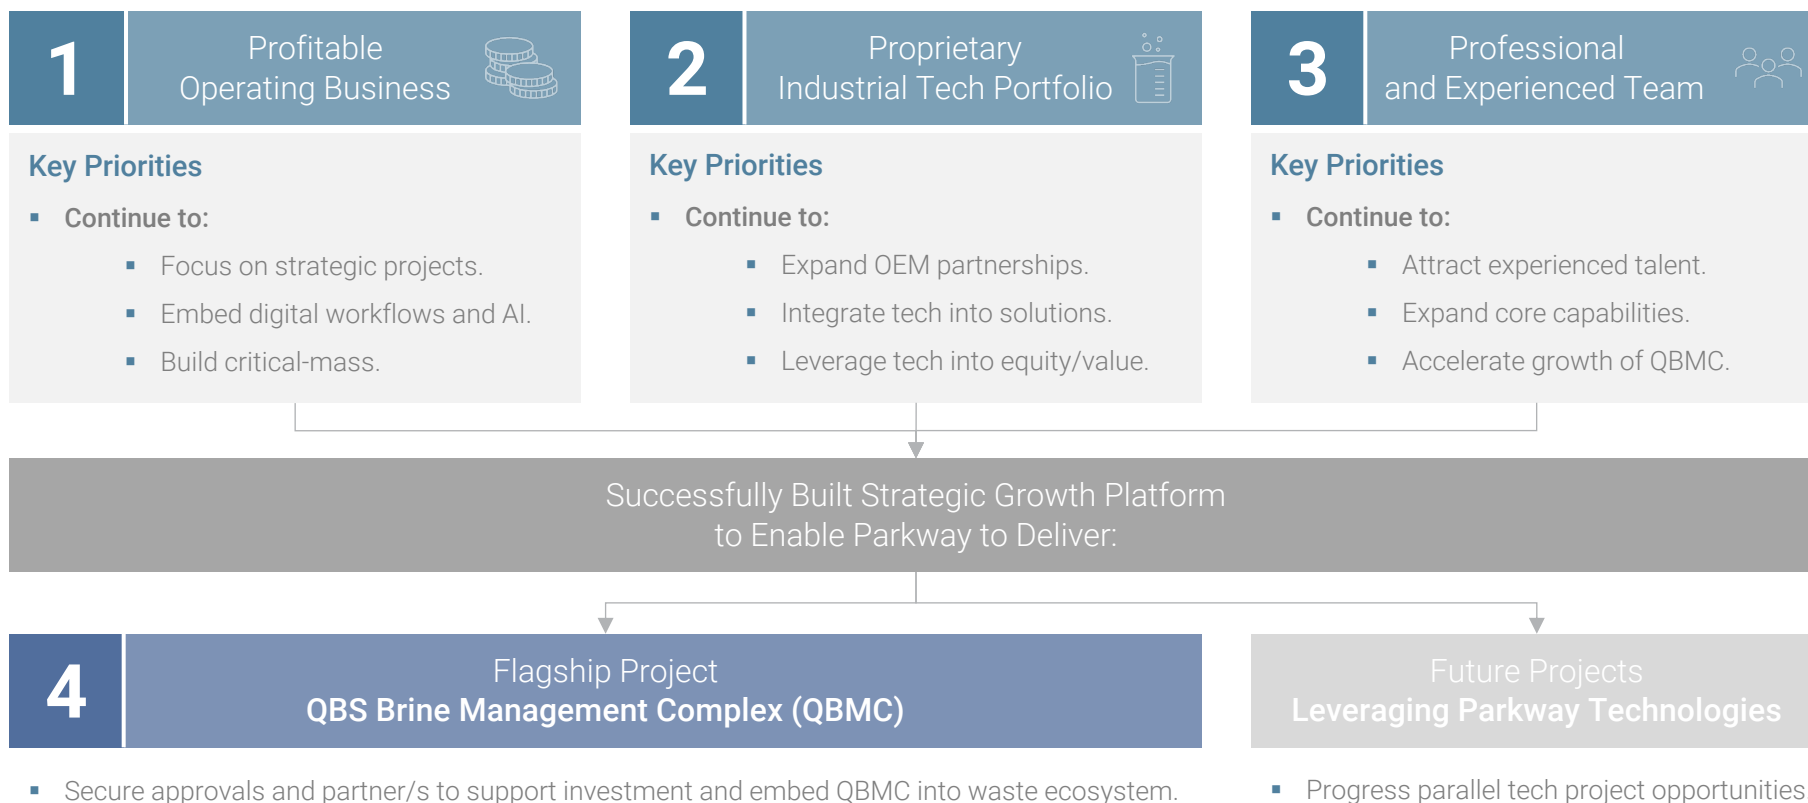 1
Profitable
Operating Business
Key Priorities
▪ Continue to:
▪ Focus on strategic projects.
▪ Embed digital workflows and AI.
▪ Build critical-mass.
2
Proprietary
Industrial Tech Portfolio
Key Priorities
▪ Continue to:
▪ Expand OEM partnerships.
▪ Integrate tech into solutions.
▪ Leverage tech into equity/value.
3
Professional
and Experienced Team
Key Priorities
▪ Continue to:
▪ Attract experienced talent.
▪ Expand core capabilities.
▪ Accelerate growth of QBMC.
Successfully Built Strategic Growth Platform
to Enable Parkway to Deliver:
4
Flagship Project
QBS Brine Management Complex (QBMC)
▪ Secure approvals and partner/s to support investment and embed QBMC into waste ecosystem.
Future Projects
Leveraging Parkway Technologies
▪ Progress parallel tech project opportunities